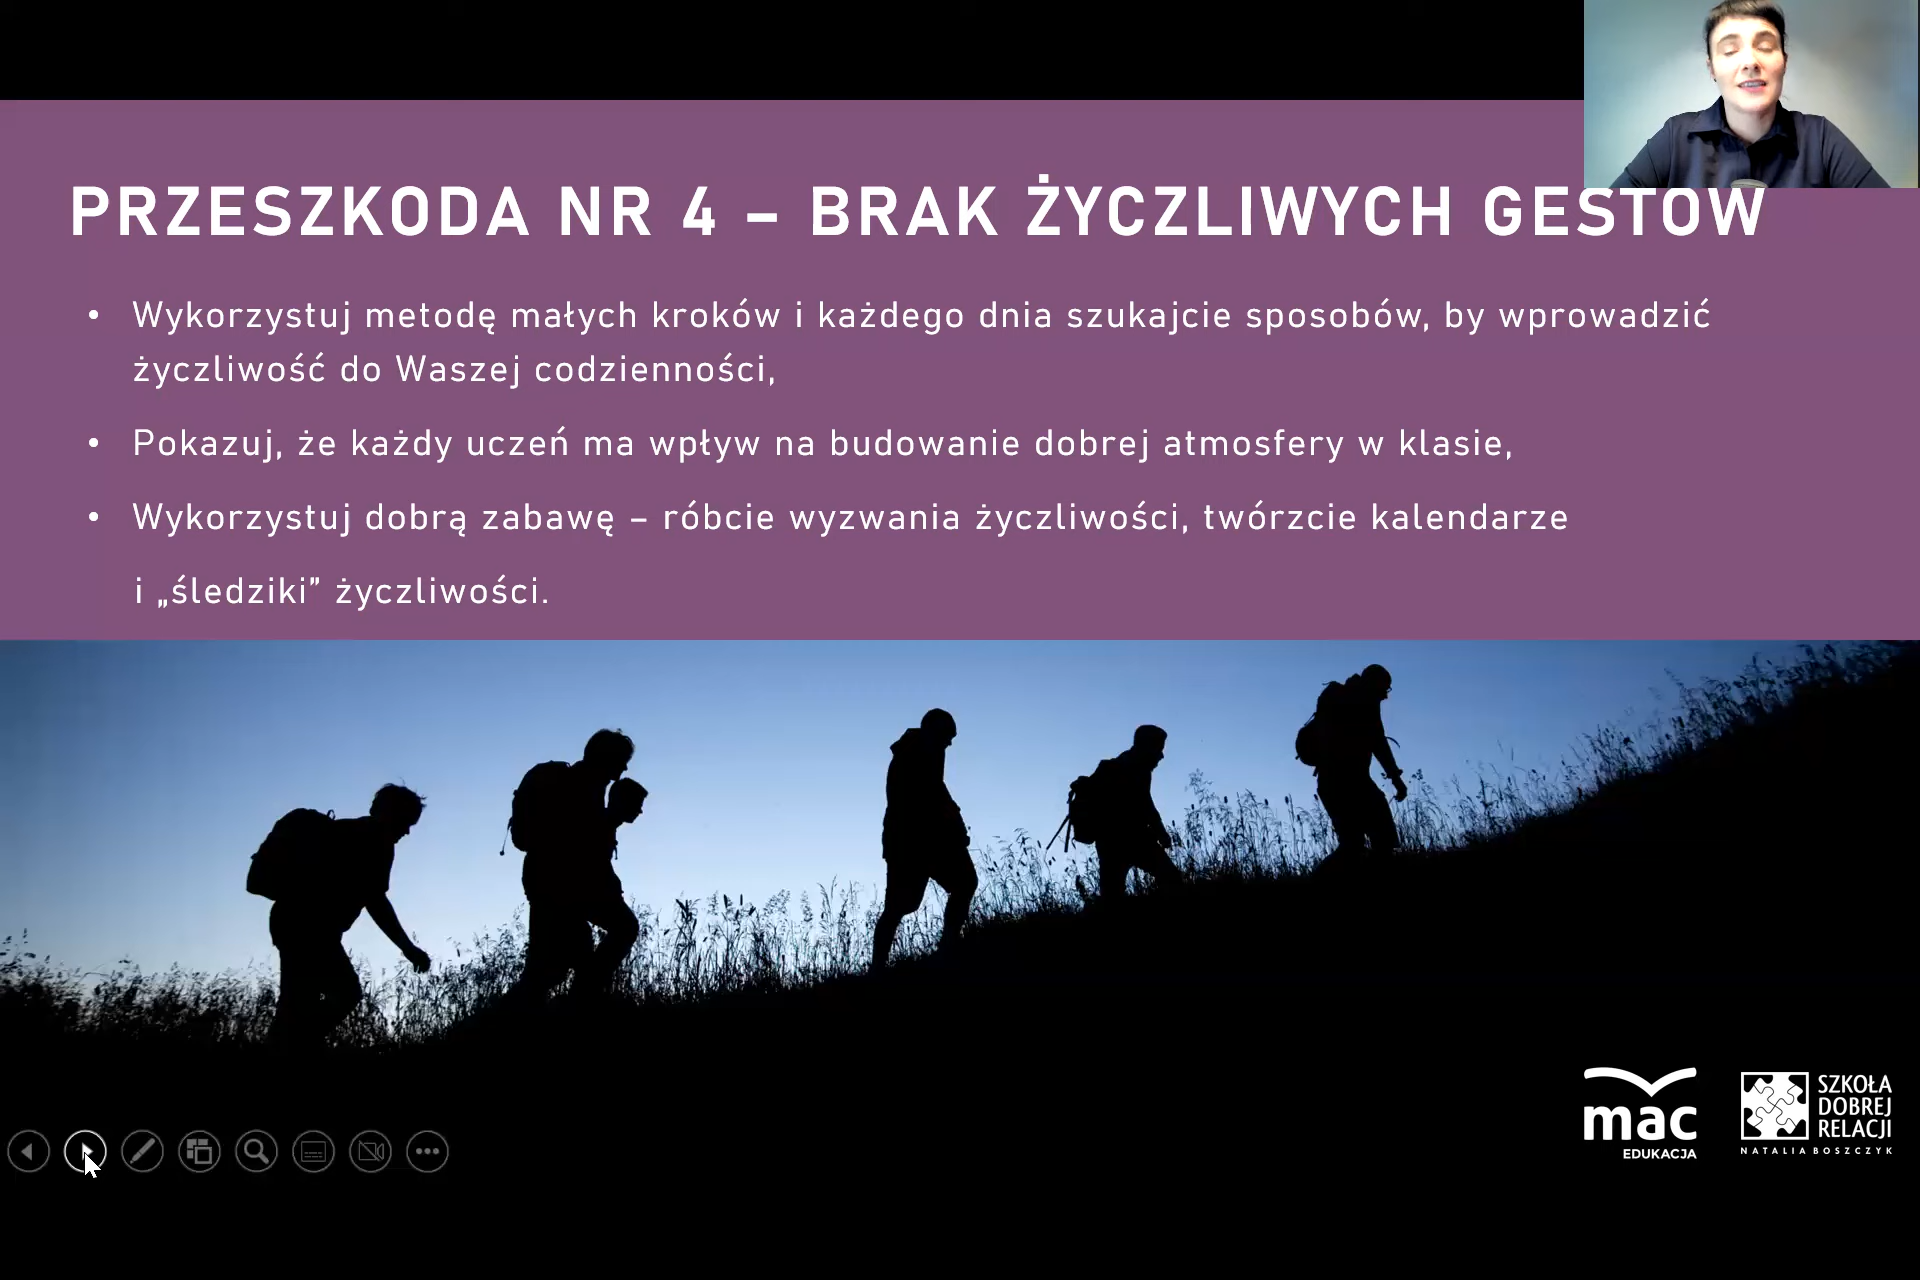 PRZESZKODA NR 4 – BRAK ŻYCZLIWYCH GESTÓW
• Wykorzystuj metodę małych kroków i każdego dnia szukajcie sposobów, by wprowadzić
życzliwość do Waszej codzienności,
• Pokazuj, że każdy uczeń ma wpływ na budowanie dobrej atmosfery w klasie,
• Wykorzystuj dobrą zabawę – róbcie wyzwania życzliwości, twórzcie kalendarze
i „śledziki” życzliwości.
mac
EDUKACJA
SZKOŁA
DOBREJ
RELACJI
NATALIA BOSZCZYK